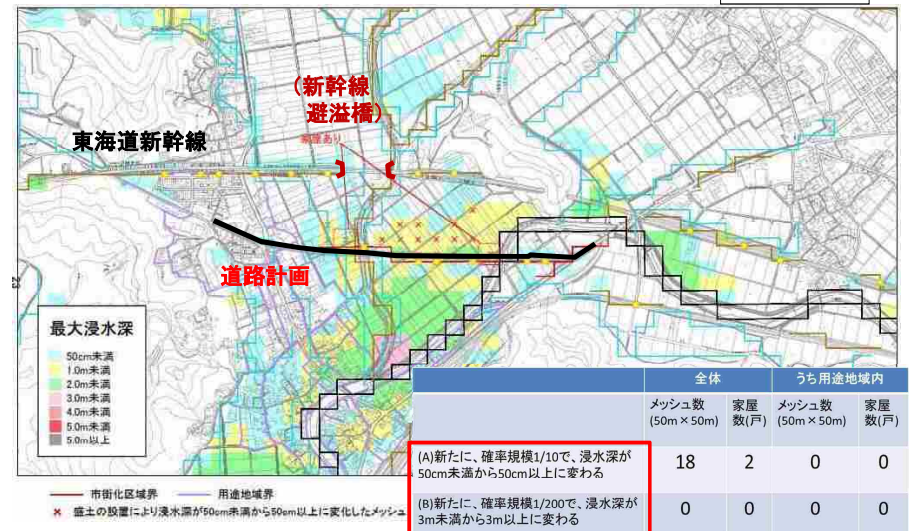 (新幹線
避溢橋)
家屋あり
東海道新幹線
道路計画
23
最大浸水深
50cm未満
1.0m未満
2.0m未満
3.0m未満
4.0m未満
5.0m未満
5.0m以上
全体 うち用途地域内
メッシュ数 家屋 メッシュ数 家屋
(50m×50m) 数(戸) (50m×50m) 数(戸)
(A)新たに、確率規模1/10で、浸水深が
50cm未満から50cm以上に変わる
18 2 0 0
(B)新たに、確率規模1/200で、浸水深が
3m未満から3m以上に変わる
0 0 0 0
市街化区域界 用途地域界
× 盛土の設置により浸水深が50cm未満から50cm以上に変化したメッシュ